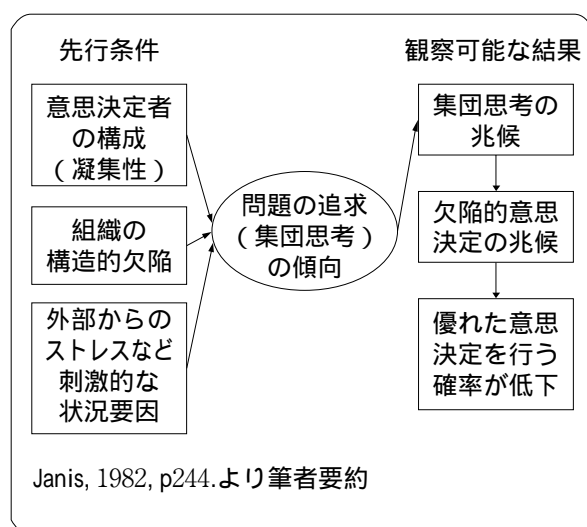 先行条件
意思決定者
の構成
（凝集性）
組織の
構造的欠陥
外部からの
ストレスなど
刺激的な
状況要因
問題の追求
（集団思考）
の傾向
観察可能な結果
集団思考の
兆候
欠陥的意思
決定の兆候
優れた意思
決定を行う
確率が低下
Janis, 1982, p244.より筆者要約